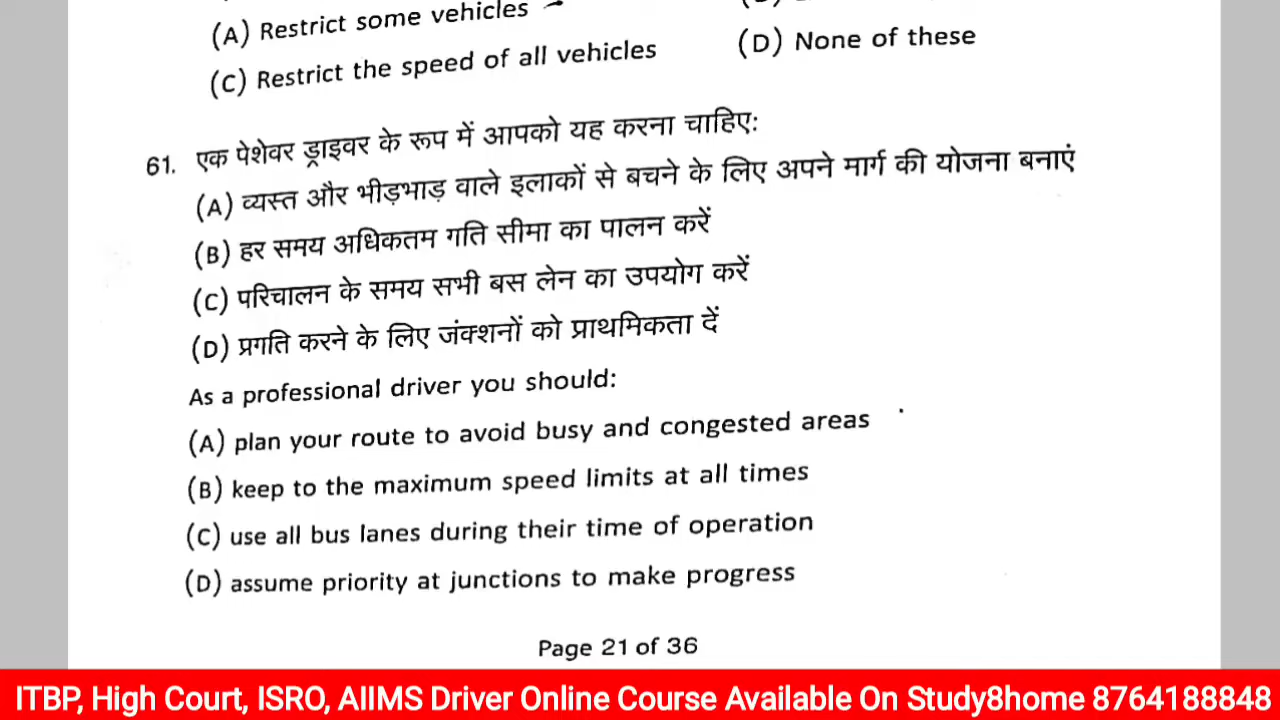 (A) Restrict some vehicles
(C) Restrict the speed of all vehicles
(D) None of these
61. एक पेशेवर ड्राइवर के रूप में आपको यह करना चाहिए:
(A) व्यस्त और भीड़भाड़ वाले इलाकों से बचने के लिए अपने मार्ग की योजना बनाएं
(B) हर समय अधिकतम गति सीमा का पालन करें
(C) परिचालन के समय सभी बस लेन का उपयोग करें
(D) प्रगति करने के लिए जंक्शनों को प्राथमिकता दें
As a professional driver you should:
(A) plan your route to avoid busy and congested areas
(B) keep to the maximum speed limits at all times
(C) use all bus lanes during their time of operation
(D) assume priority at junctions to make progress
Page 21 of 36
ITBP, High Court, ISRO, AIIMS Driver Online Course Available On Study8home 8764188848